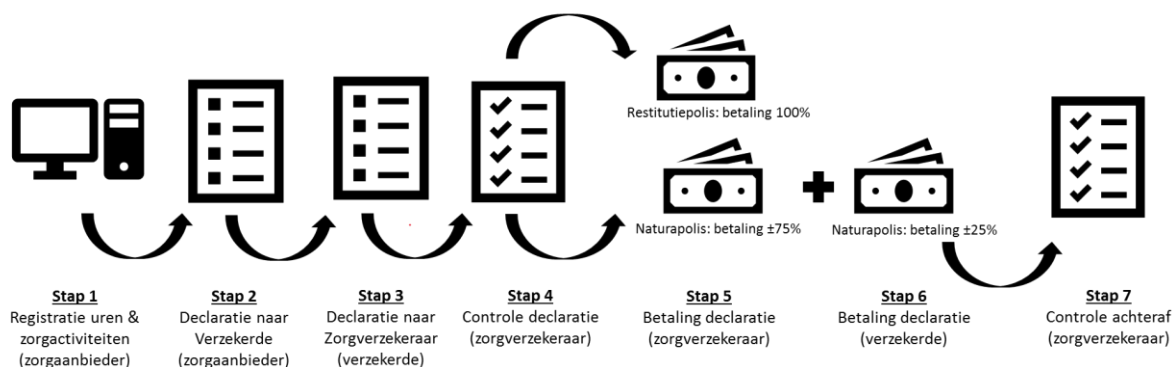 Restitutiepolis: betaling 100%
Naturapolis: betaling ±75%
Naturapolis: betaling ±25%
Stap 1
Registratie uren &
zorgactiviteiten
(zorgaanbieder)
Stap 2
Declaratie naar
Verzekerde
(zorgaanbieder)
Stap 3
Declaratie naar
Zorgverzekeraar
(verzekerde)
Stap 4
Controle declaratie
(zorgverzekeraar)
Stap 5
Betaling declaratie
(zorgverzekeraar)
Stap 6
Betaling declaratie
(verzekerde)
Stap 7
Controle achteraf
(zorgverzekeraar)